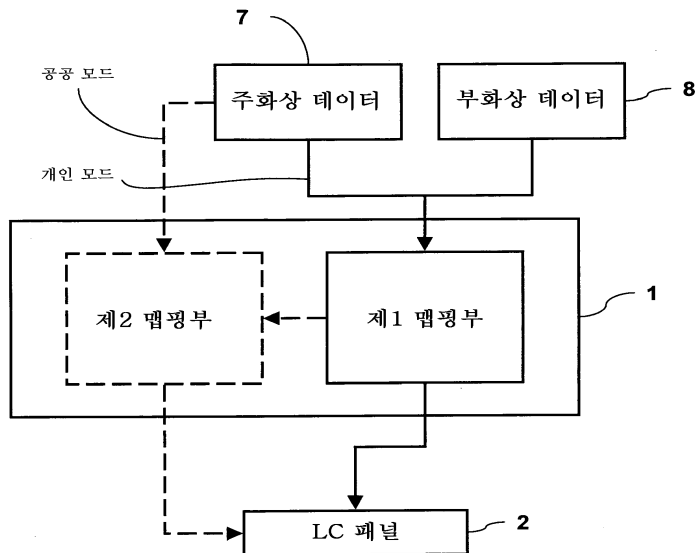 7
공공 모드
주화상 데이터
부화상 데이터
8
개인 모드
제2 맵핑부
제1 맵핑부
1
LC 패널
2